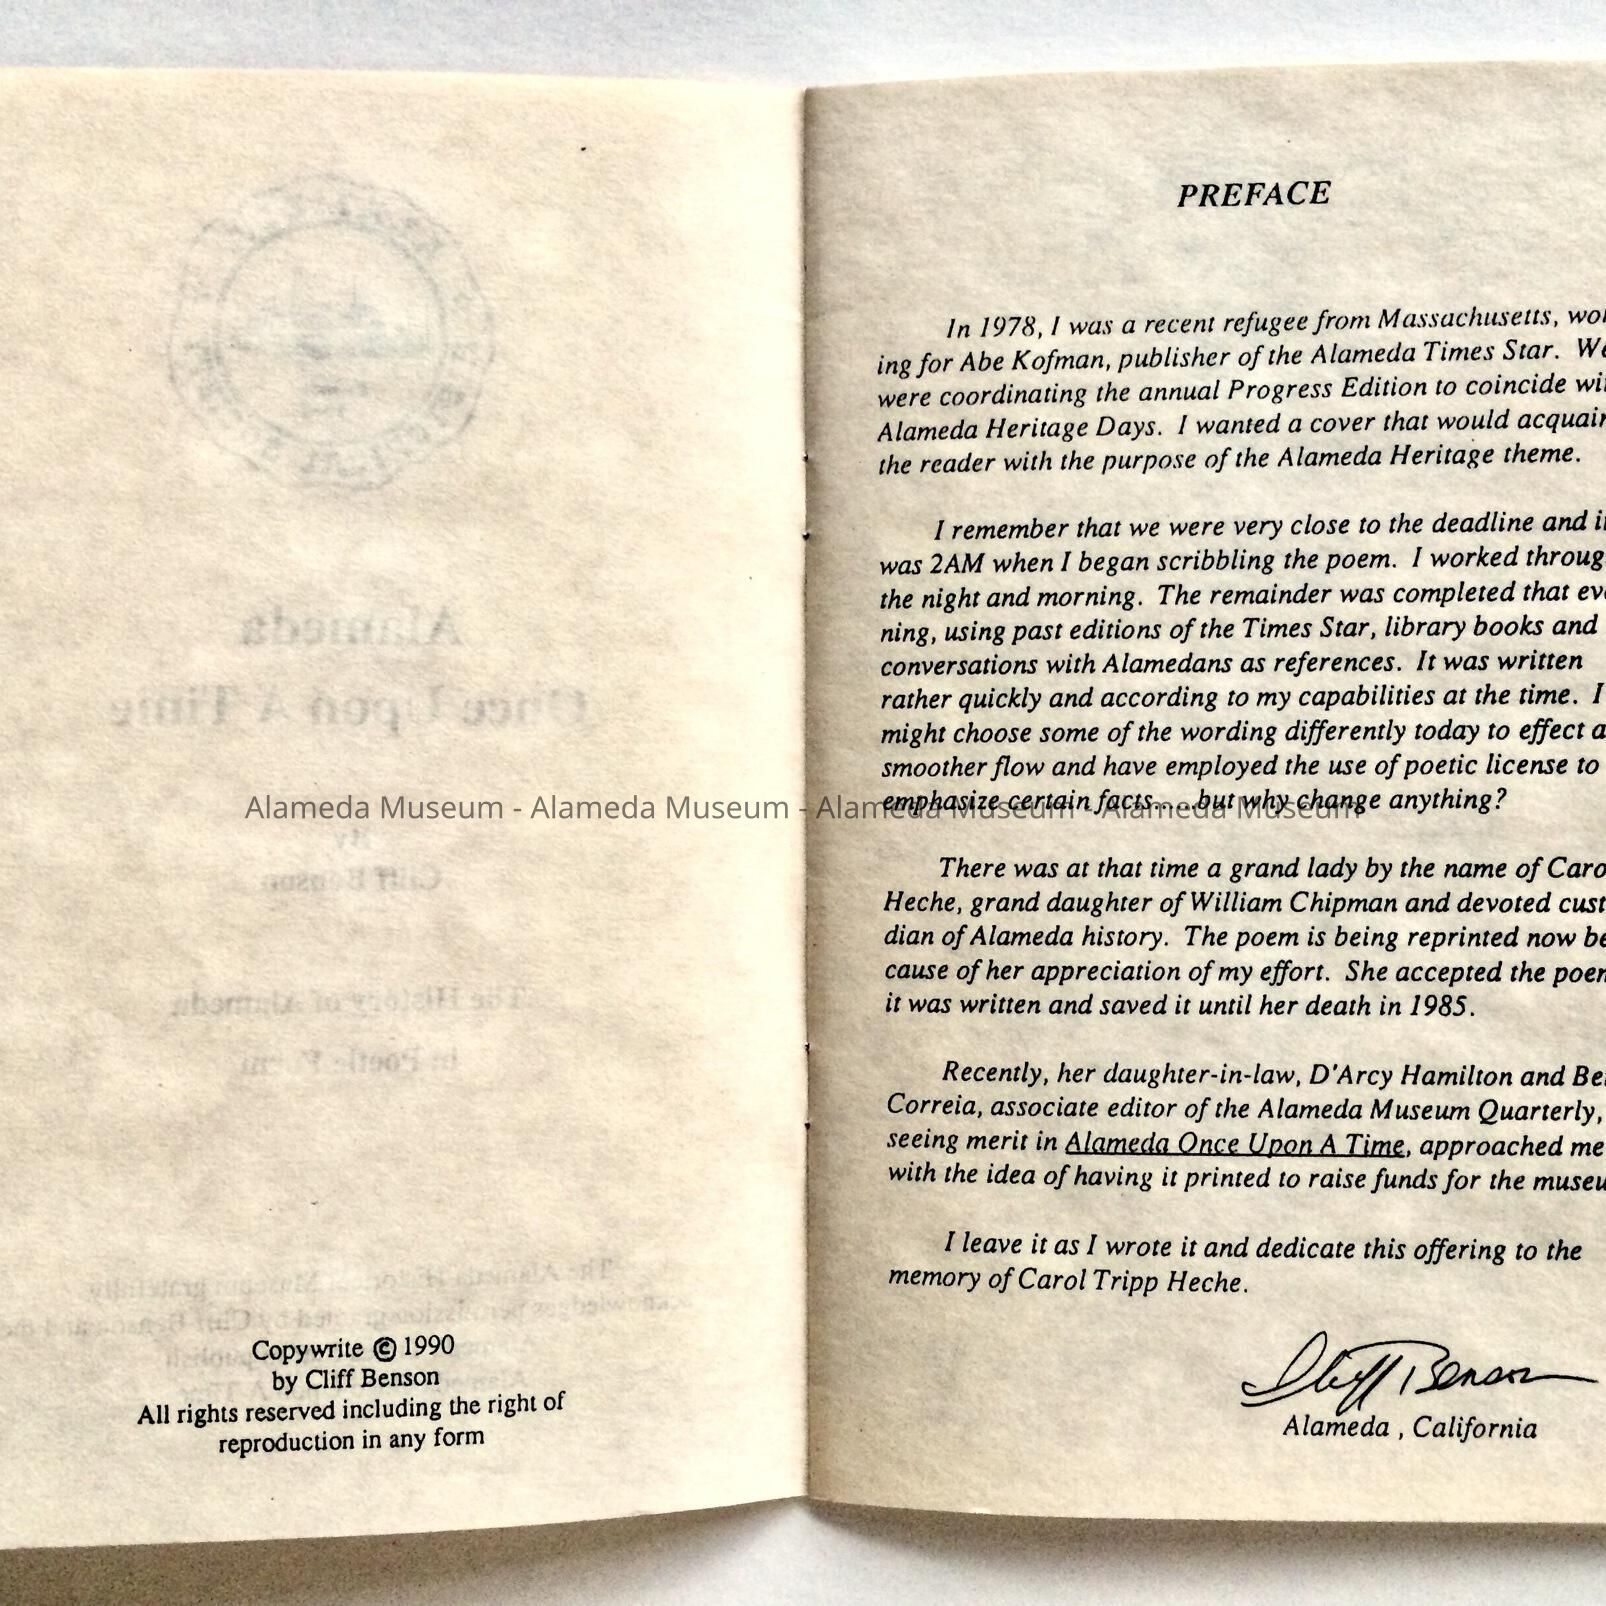 Copywrite © 1990
by Cliff Benson
All rights reserved including the right of
reproduction in any form
PREFACE
In 1978, I was a recent refugee from Massachusetts,
ing for Abe Kofman, publisher of the Alameda Times Star. We
were coordinating the annual Progress Edition to coincide
Alameda Heritage Days. I wanted a cover that would
the reader with the purpose of the Alameda Heritage theme.
I remember that we were very close to the deadline and
was 2AM when I began scribbling the poem. I worked
the night and morning. The remainder was completed that
ning, using past editions of the Times Star, library books and
conversations with Alamedans as references. It was written
rather quickly and according to my capabilities at the time. I
might choose some of the wording differently today to effect a
smoother flow and have employed the use of poetic license to
emphasize certain facts.....but why change anything?
There was at that time a grand lady by the name of
Heche, grand daughter of William Chipman and devoted
dian of Alameda history. The poem is being reprinted now
cause of her appreciation of my effort. She accepted the
it was written and saved it until her death in 1985.
Recently, her daughter-in-law, D'Arcy Hamilton and
Correia, associate editor of the Alameda Museum Quarterly,
seeing merit in Alameda Once Upon A Time, approached me
with the idea of having it printed to raise funds for the
I leave it as I wrote it and dedicate this offering to the
memory of Carol Tripp Heche.
Cliff Benson
Alameda , California
Alameda Museum - Alameda Museum - Alameda Museum - Alameda Museum